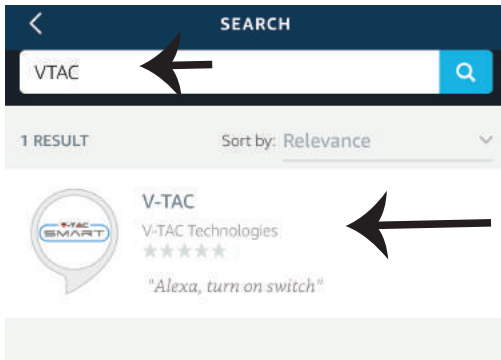 SEARCH
VTAC
1 RESULT Sort by: Relevance
V-TAC
V-TAC
SMART
V-TAC Technologies
"Alexa, turn on switch"